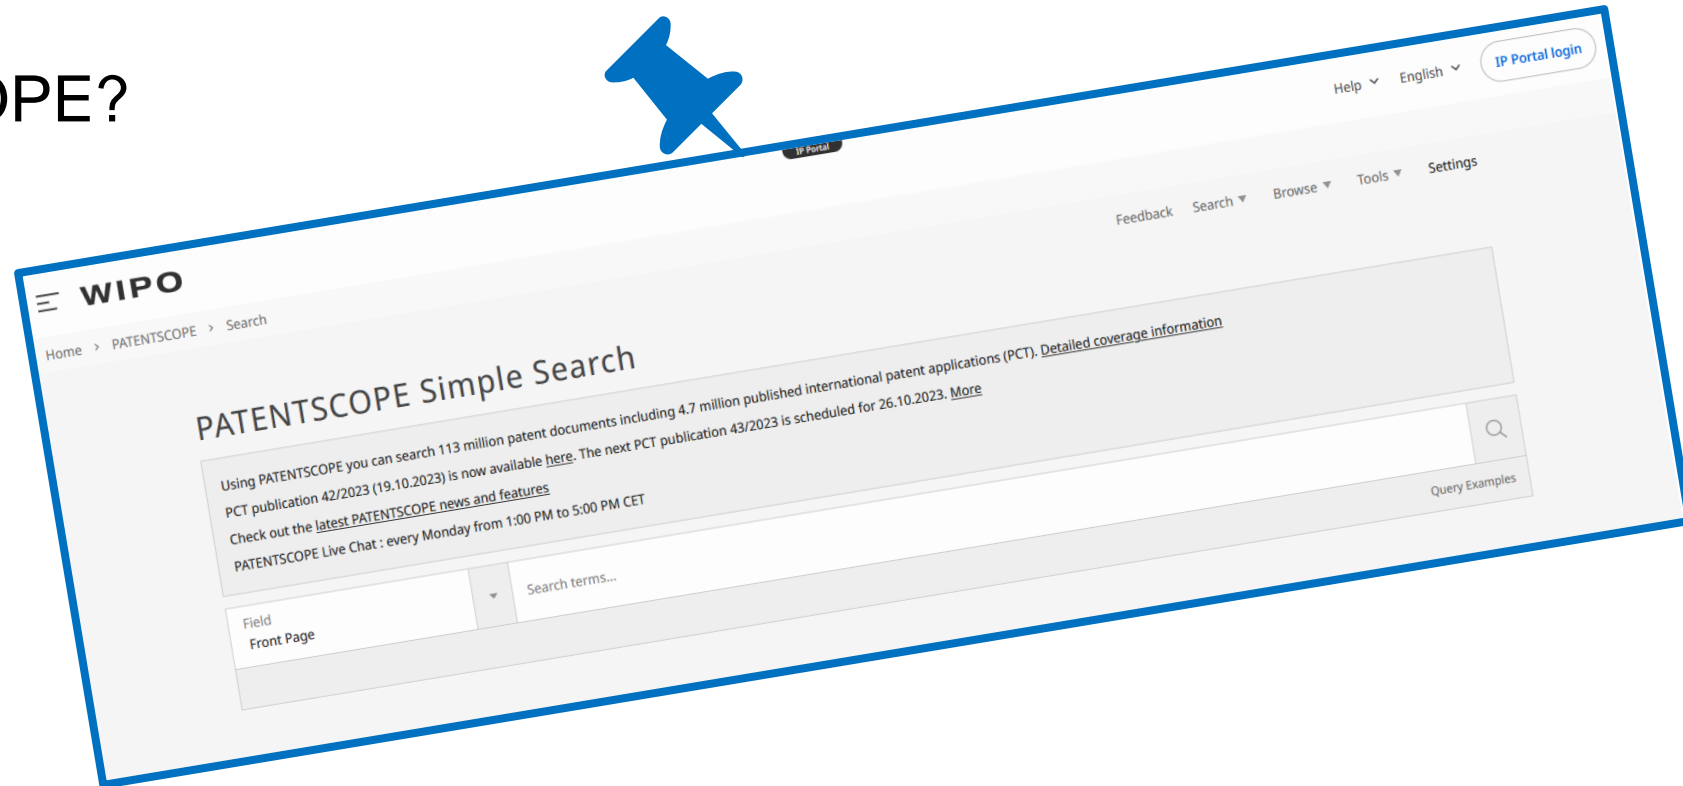 OPE?
IP Portal
Help English IP Portal login
Feedback Search Browse Tools Settings
WIPO
Home > PATENTSCOPE > Search
PATENTSCOPE Simple Search
Using PATENTSCOPE you can search 113 million patent documents including 4.7 million published international patent applications (PCT). Detailed coverage information
PCT publication 42/2023 (19.10.2023) is now available here. The next PCT publication 43/2023 is scheduled for 26.10.2023. More
Check out the latest PATENTSCOPE news and features
PATENTSCOPE Live Chat : every Monday from 1:00 PM to 5:00 PM CET
Field
Front Page
Search terms...
Query Examples